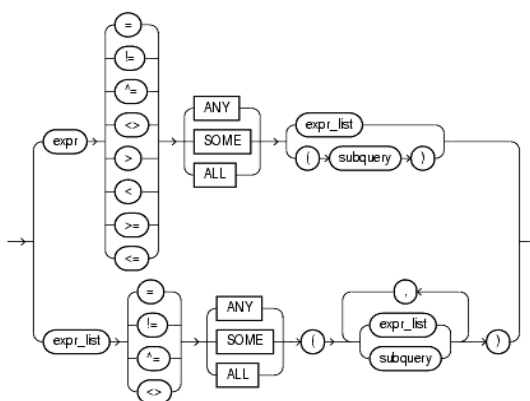 =
!=
^=
<>
>
<
>=
<=
expr
ANY
SOME
ALL
expr_list
( subquery )
=
!=
^=
<>
expr_list
ANY
SOME
ALL
(
,
expr_list
subquery
)